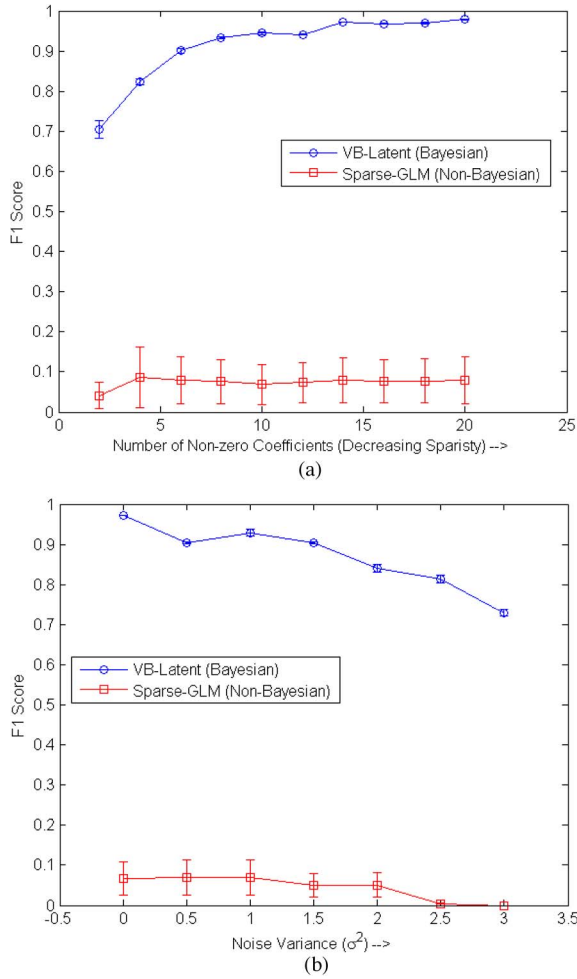 1
0.9
0.8
0.7
0.6
0.5
0.4
0.3
0.2
0.1
0
F1 Score
VB-Latent (Bayesian)
Sparse-GLM (Non-Bayesian)
0 5 10 15 20 25
Number of Non-zero Coefficients (Decreasing Sparisty) -->
(a)
1
0.9
0.8
0.7
0.6
0.5
0.4
0.3
0.2
0.1
0
F1 Score
VB-Latent (Bayesian)
Sparse-GLM (Non-Bayesian)
-0.5 0 0.5 1 1.5 2 2.5 3 3.5
Noise Variance (σ²) -->
(b)